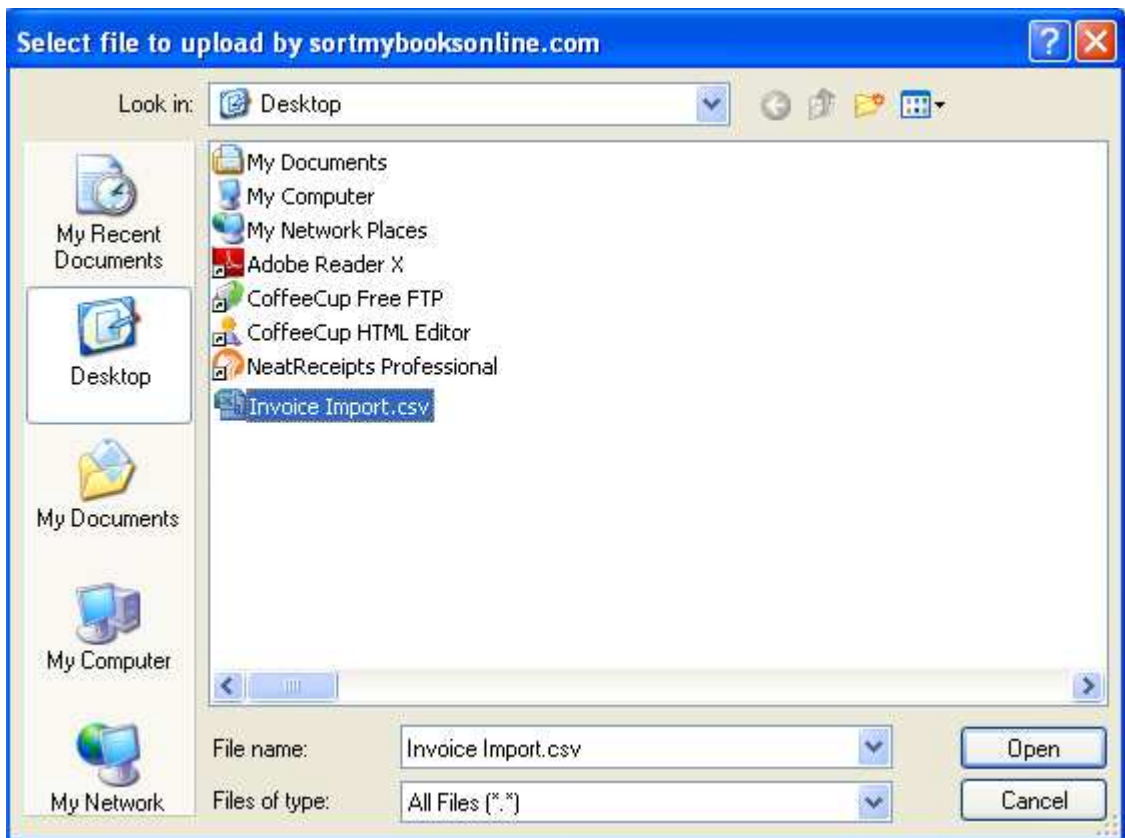 Select file to upload by sortmybooksonline.com
Look in:
Desktop
My Recent
Documents
Desktop
My Documents
My Computer
My Network
My Documents
My Computer
My Network Places
Adobe Reader X
CoffeeCup Free FTP
CoffeeCup HTML Editor
NeatReceipts Professional
Invoice Import.csv
File name:
Invoice Import.csv
Open
Files of type:
All Files (*.*)
Cancel